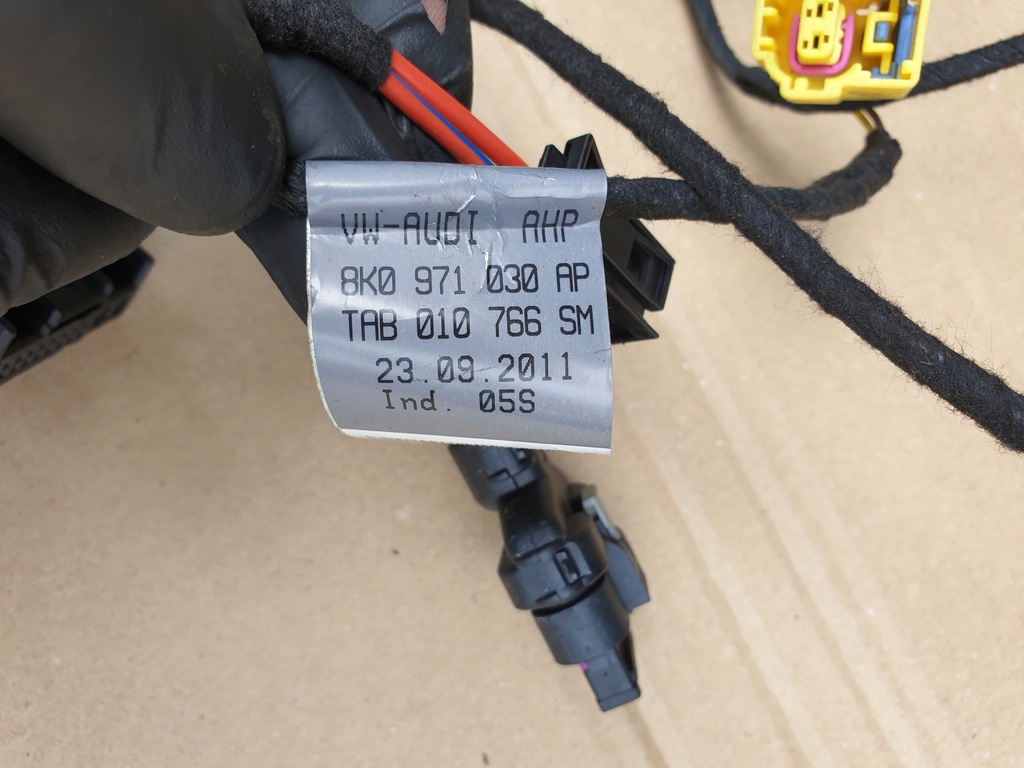 VW-AUDI AHP
8K0 971 030 AP
TAB 010 766 SM
23.09.2011
Ind. 05S